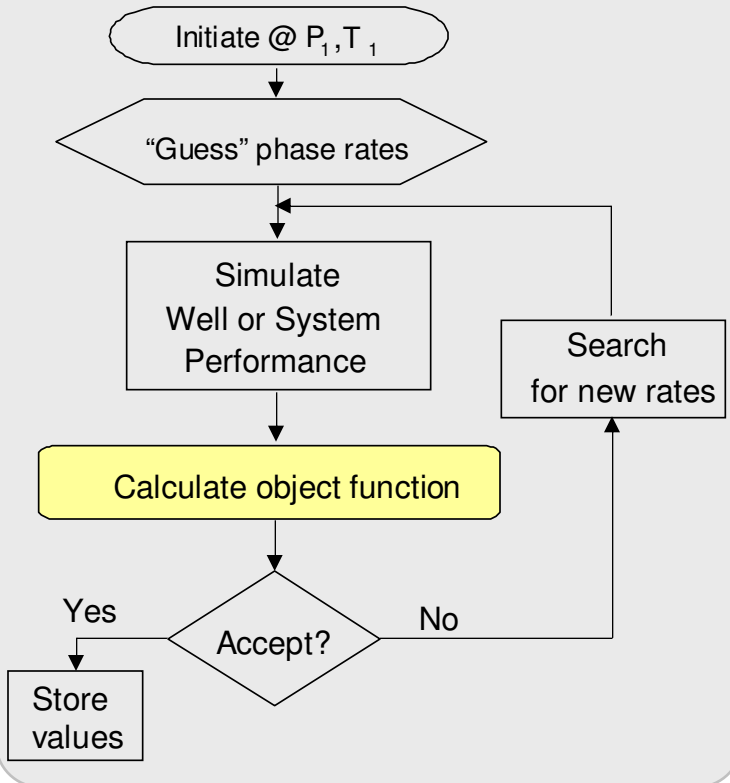 Initiate @ P₁,T ₁
“Guess” phase rates
Simulate
Well or System
Performance
Search
for new rates
Calculate object function
Yes
No
Accept?
Store
values